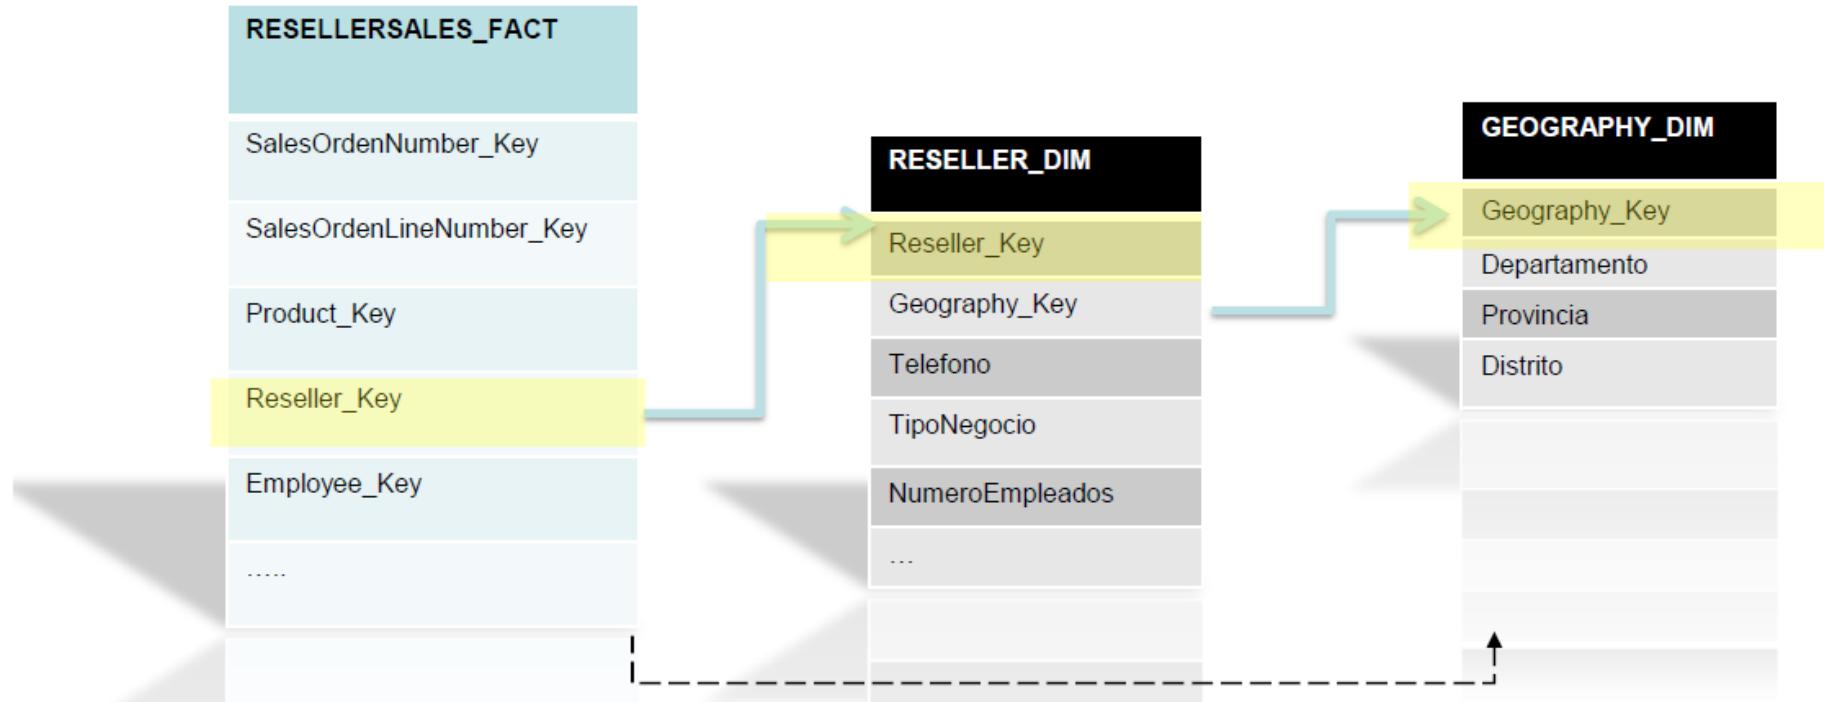 RESELLERSALES_FACT
SalesOrdenNumber_Key
SalesOrdenLineNumber_Key
Product_Key
Reseller_Key
Employee_Key
.....
RESELLER_DIM
Reseller_Key
Geography_Key
Telefono
TipoNegocio
NumeroEmpleados
...
GEOGRAPHY_DIM
Geography_Key
Departamento
Provincia
Distrito